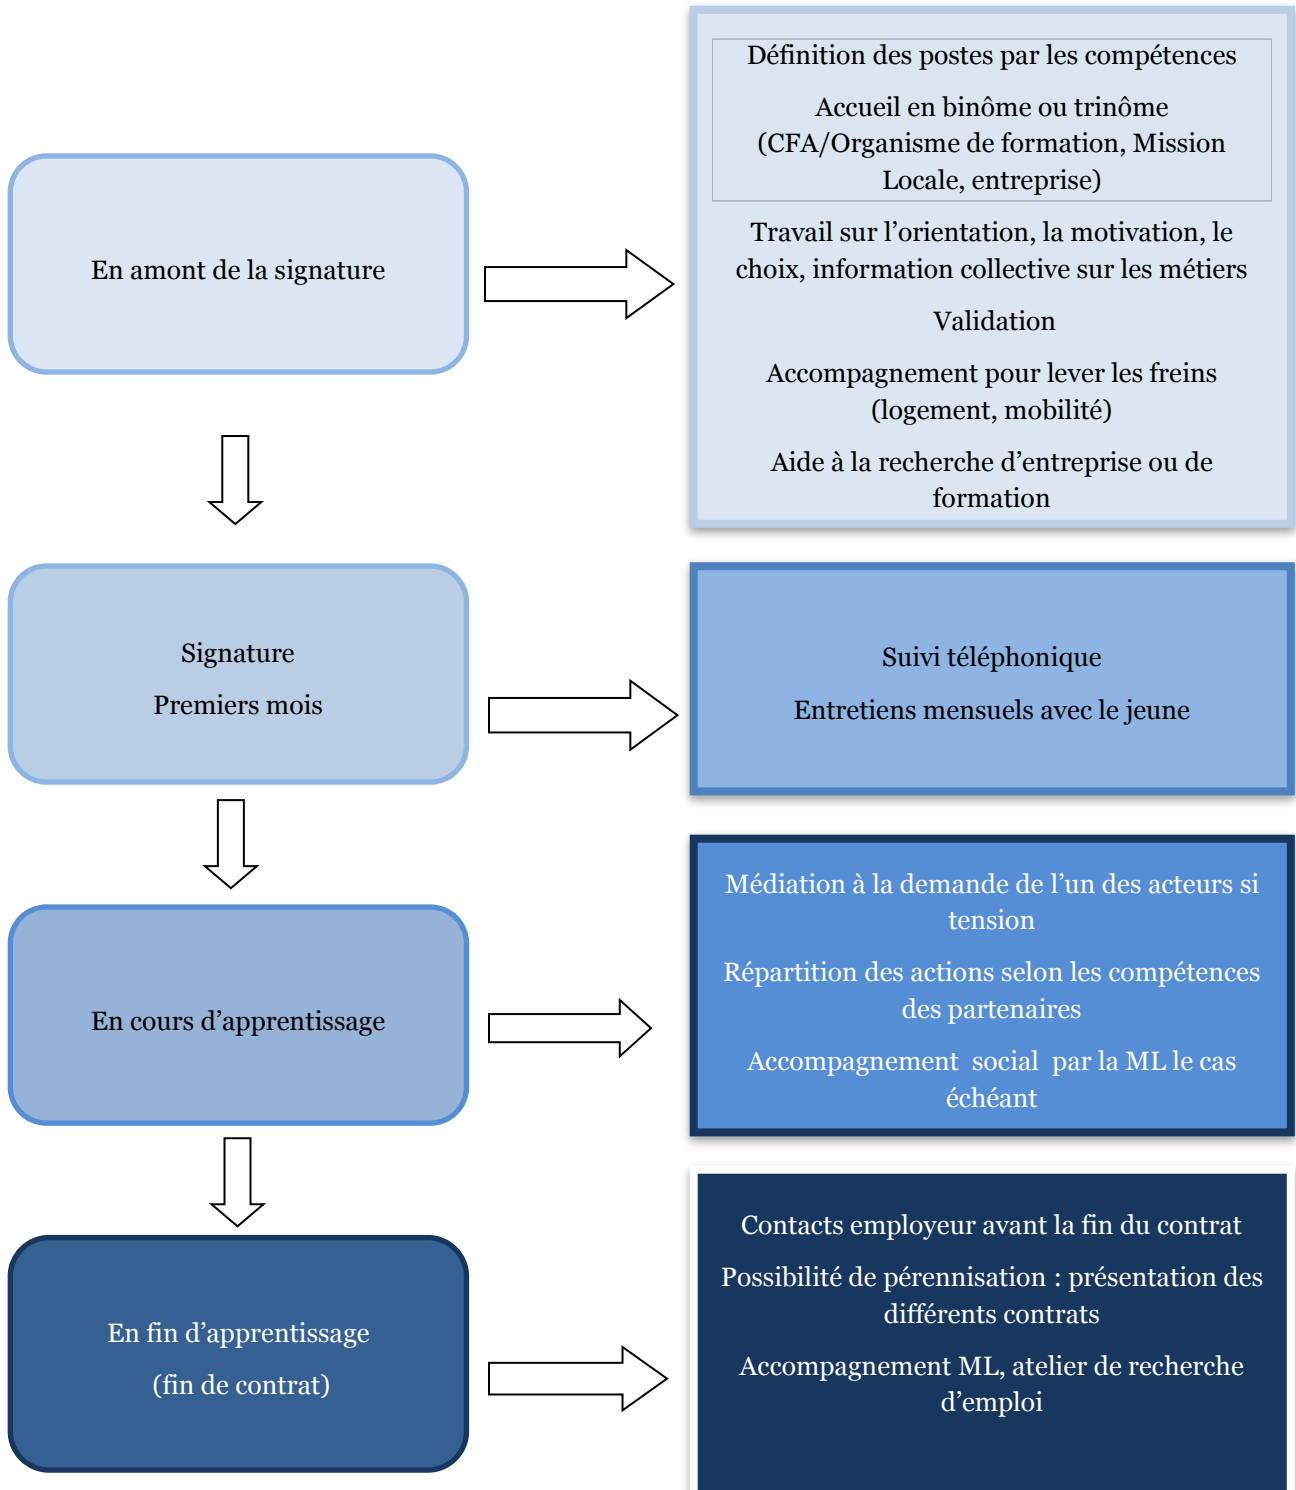 En amont de la signature
Définition des postes par les compétences
Accueil en binôme ou trinôme
(CFA/Organisme de formation, Mission
Locale, entreprise)
Travail sur l’orientation, la motivation, le
choix, information collective sur les métiers
Validation
Accompagnement pour lever les freins
(logement, mobilité)
Aide à la recherche d’entreprise ou de
formation
Signature
Premiers mois
Suivi téléphonique
Entretiens mensuels avec le jeune
En cours d’apprentissage
Médiation à la demande de l’un des acteurs si
tension
Répartition des actions selon les compétences
des partenaires
Accompagnement social par la ML le cas
échéant
En fin d’apprentissage
(fin de contrat)
Contacts employeur avant la fin du contrat
Possibilité de pérennisation : présentation des
différents contrats
Accompagnement ML, atelier de recherche
d’emploi